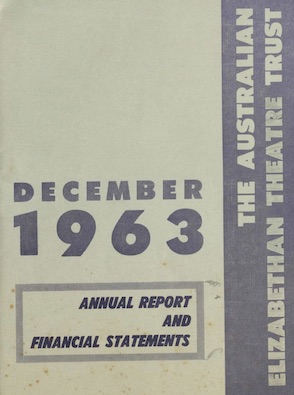 DECEMBER
1963
ANNUAL REPORT
AND
FINANCIAL STATEMENTS
THE AUSTRALIAN
ELIZABETHAN THEATRE TRUST